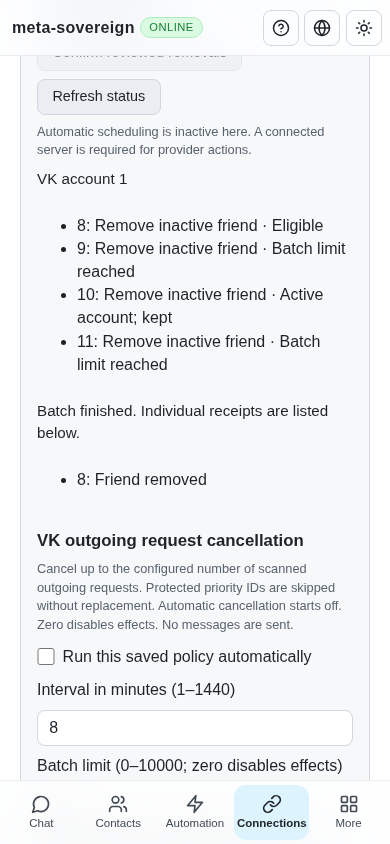 meta-sovereign ONLINE
Confirm reviewed removals
Refresh status
Automatic scheduling is inactive here. A connected
server is required for provider actions.
VK account 1
8: Remove inactive friend · Eligible
9: Remove inactive friend · Batch limit
reached
10: Remove inactive friend · Active
account; kept
11: Remove inactive friend · Batch
limit reached
Batch finished. Individual receipts are listed
below.
8: Friend removed
VK outgoing request cancellation
Cancel up to the configured number of scanned
outgoing requests. Protected priority IDs are skipped
without replacement. Automatic cancellation starts off.
Zero disables effects. No messages are sent.
Run this saved policy automatically
Interval in minutes (1–1440)
8
Batch limit (0–10000; zero disables effects)
Chat Contacts Automation Connections More